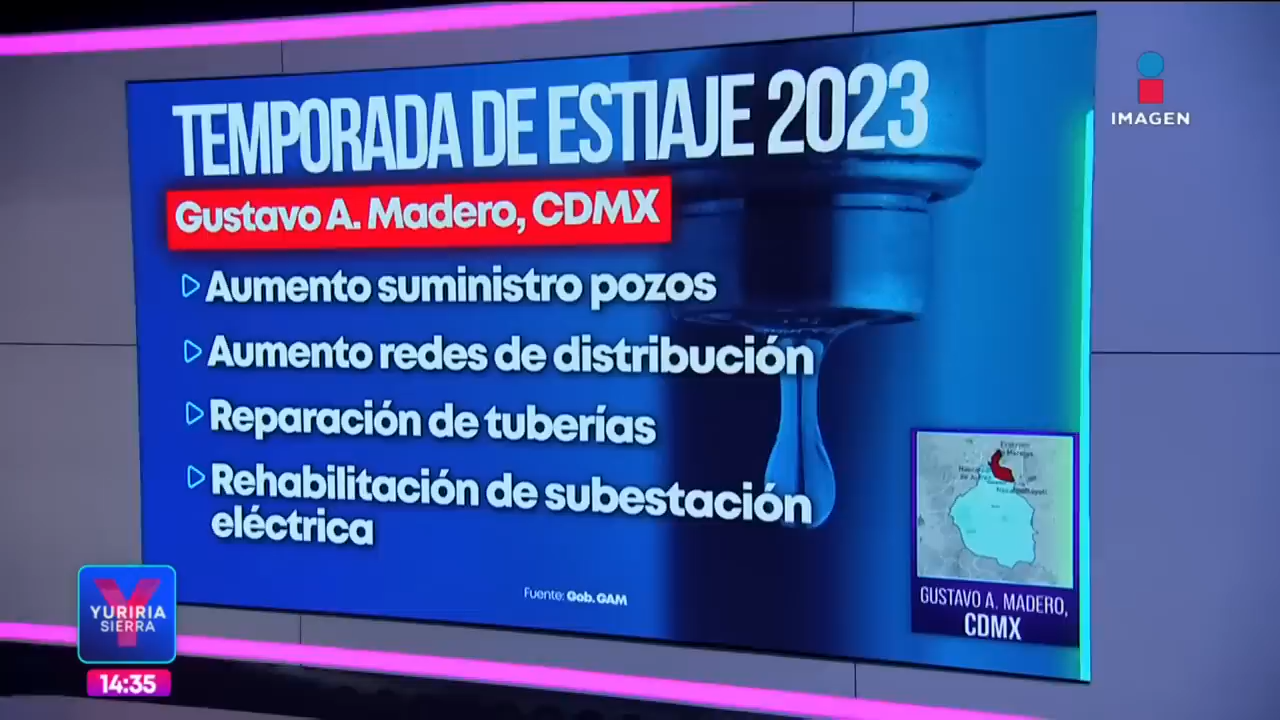 TEMPORADA DE ESTIAJE 2023
IMAGEN
Gustavo A. Madero, CDMX
Aumento suministro pozos
Aumento redes de distribución
Reparación de tuberías
Rehabilitación de subestación
eléctrica
Fuente: Gob. GAM
GUSTAVO A. MADERO,
CDMX
YURIRIA
SIERRA
14:35